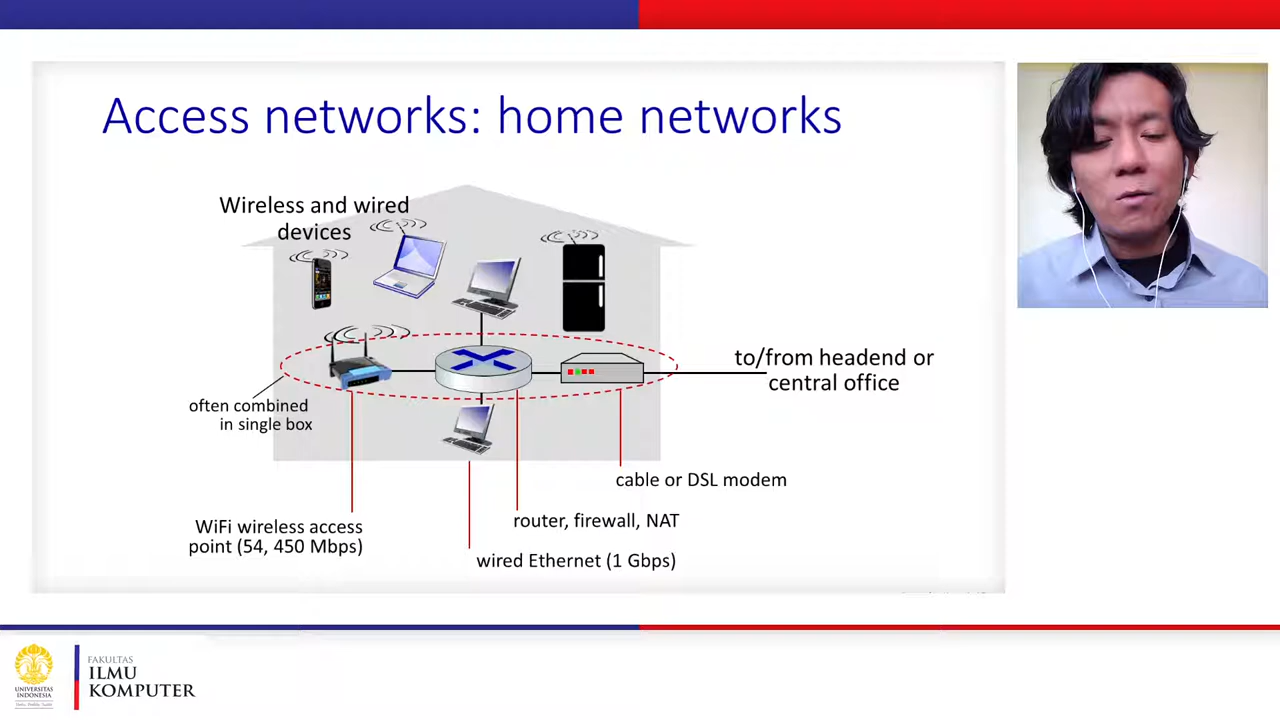 Access networks: home networks
Wireless and wired
devices
to/from headend or
central office
often combined
in single box
cable or DSL modem
WiFi wireless access
point (54, 450 Mbps)
router, firewall, NAT
wired Ethernet (1 Gbps)
UNIVERSITAS
INDONESIA
FAKULTAS
ILMU
KOMPUTER